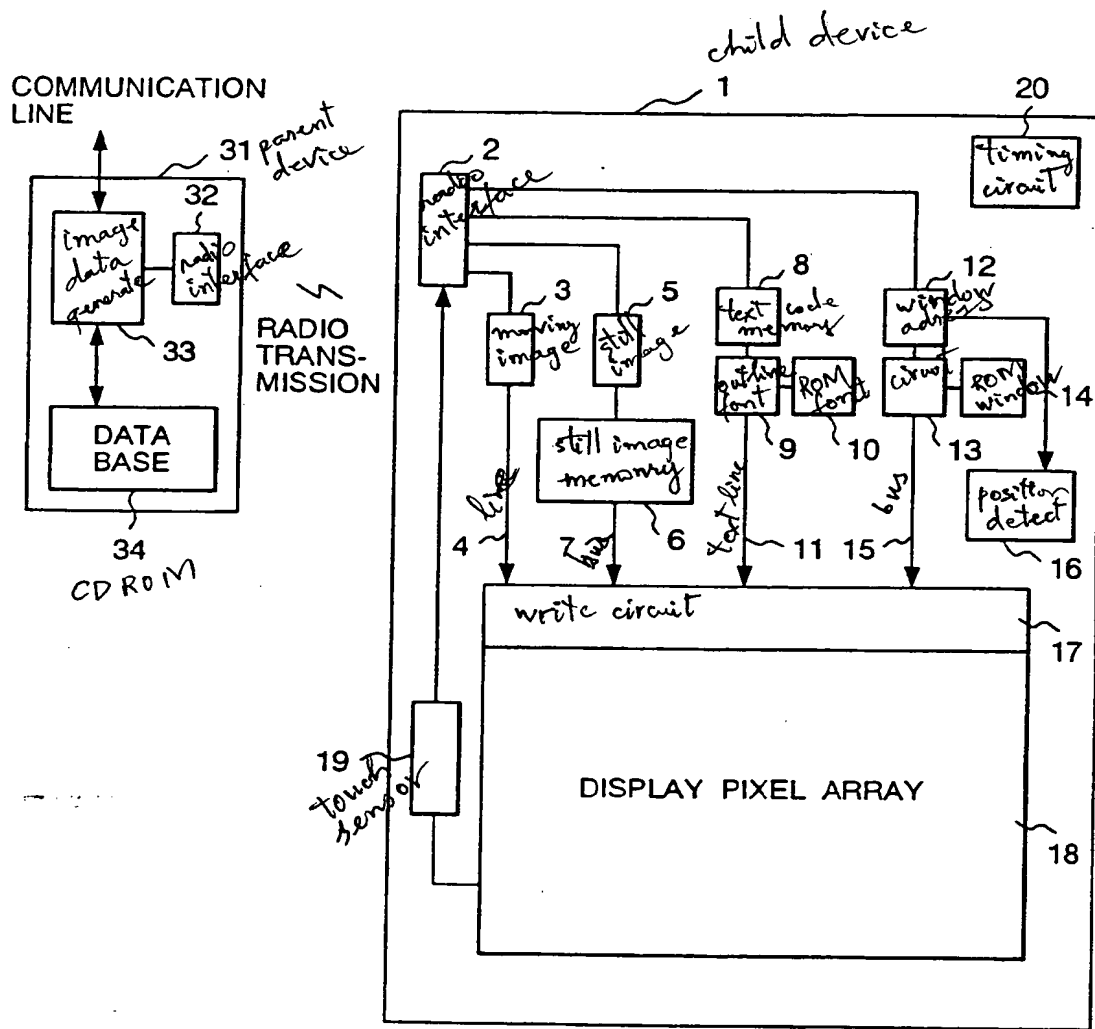 child device
COMMUNICATION
LINE
1
20
timing
circuit
31
parent
device
2
radio
interface
32
radio
interface
image
data
generate
33
RADIO
TRANS-
MISSION
3
moving
image
5
still
image
8
text code
memory
12
window
outline
font
9
ROM
font
10
circuit
13
ROM
window
14
DATA
BASE
34
CD ROM
still image
memonry
6
line
4
7
bus
text line
11
bus
15
position
detect
16
write circuit
17
19
touch
sensor
DISPLAY PIXEL ARRAY
18